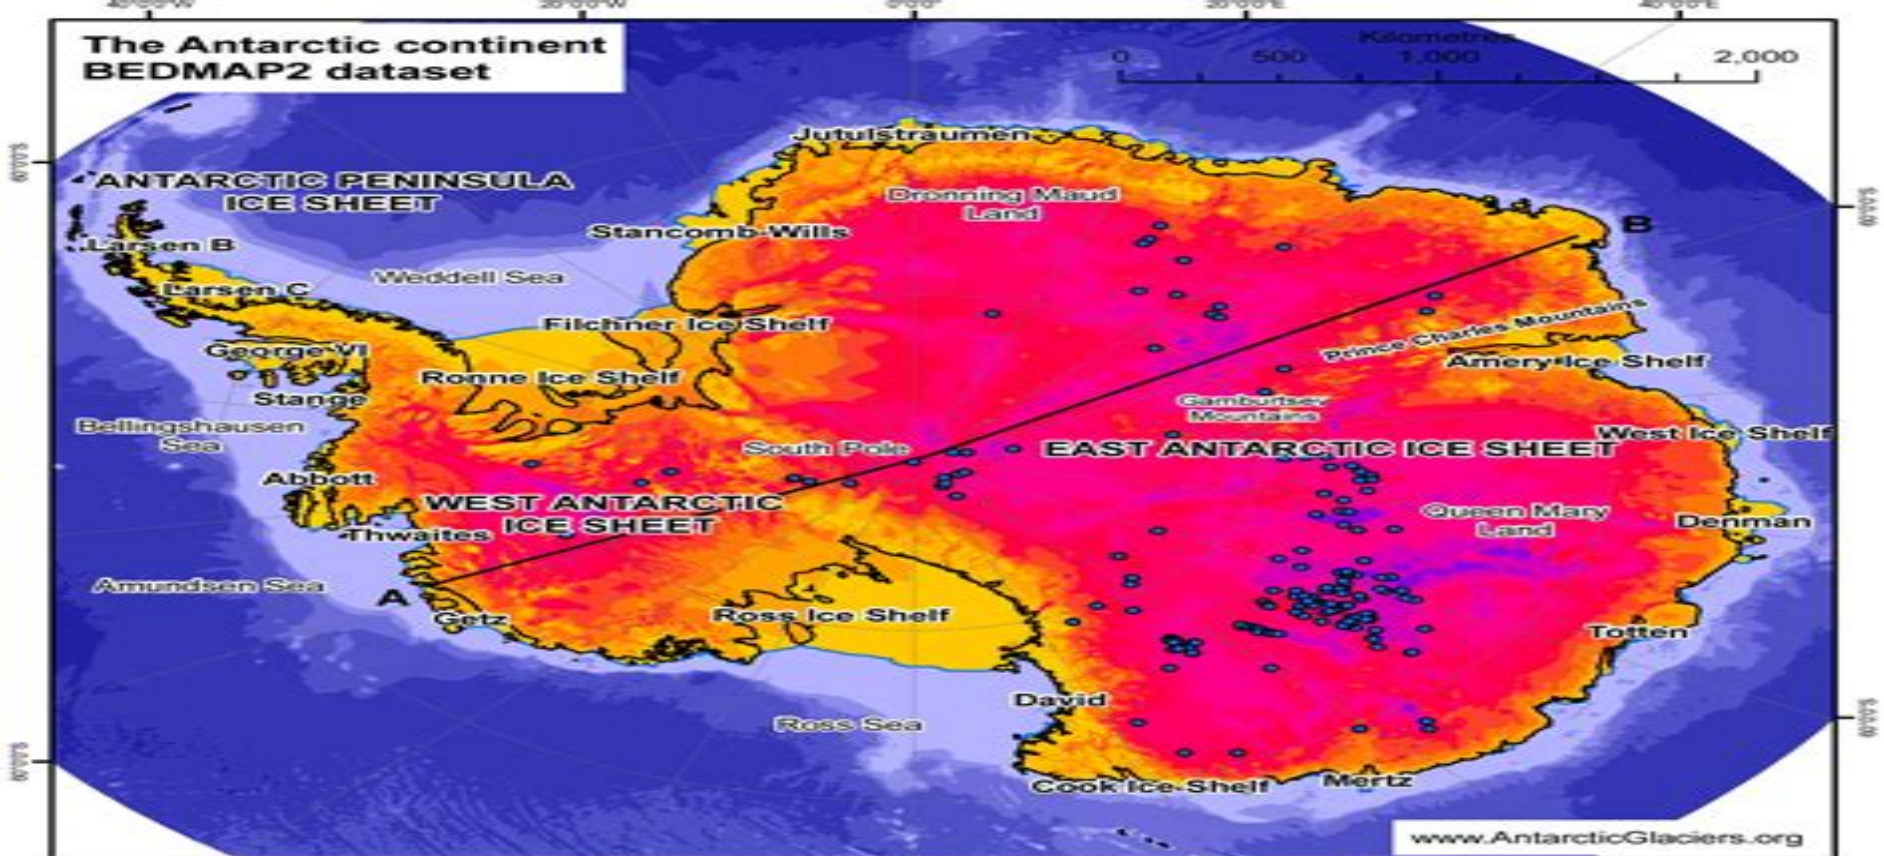 The Antarctic continent
BEDMAP2 dataset
Kilometres
0 500 1,000 2,000
Jutulstraumen
ANTARCTIC PENINSULA
ICE SHEET
Dronning Maud
Land
Stancomb-Wills
B
Larsen B
Weddell Sea
Larsen C
Filchner Ice Shelf
Prince Charles Mountains
George VI
Ronne Ice Shelf
Amery Ice Shelf
Stange
Gamburtsev
Mountains
Bellingshausen
Sea
South Pole
EAST ANTARCTIC ICE SHEET
West Ice Shelf
Abbott
WEST ANTARCTIC
ICE SHEET
Queen Mary
Land
Denman
Thwaites
Amundsen Sea
A
Getz
Ross Ice Shelf
Totten
David
Ross Sea
Cook Ice Shelf
Mertz
www.AntarcticGlaciers.org